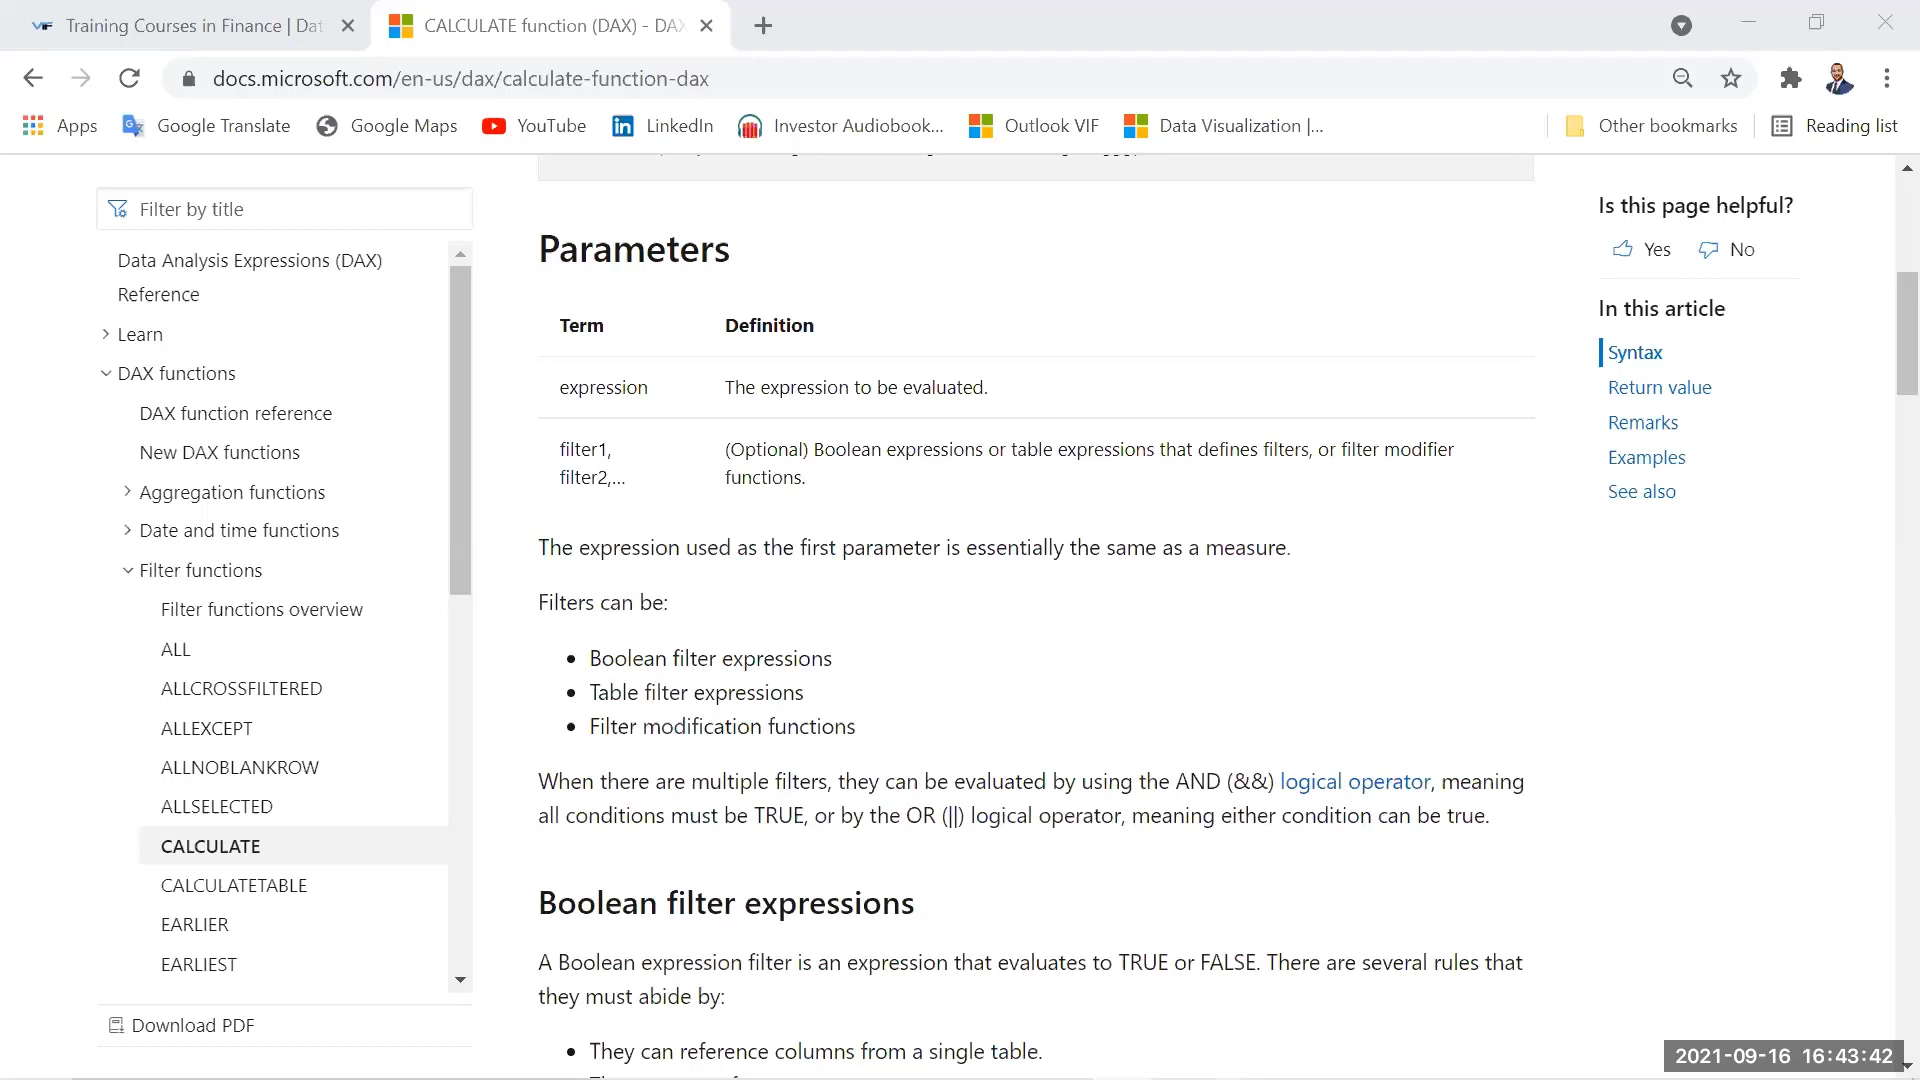 Training Courses in Finance | Dat
CALCULATE function (DAX) - DAX
docs.microsoft.com/en-us/dax/calculate-function-dax
Apps
Google Translate
Google Maps
YouTube
LinkedIn
Investor Audiobook...
Outlook VIF
Data Visualization |...
Other bookmarks
Reading list
Filter by title
Data Analysis Expressions (DAX)
Reference
Learn
DAX functions
DAX function reference
New DAX functions
Aggregation functions
Date and time functions
Filter functions
Filter functions overview
ALL
ALLCROSSFILTERED
ALLEXCEPT
ALLNOBLANKROW
ALLSELECTED
CALCULATE
CALCULATETABLE
EARLIER
EARLIEST
Download PDF
Parameters
Term Definition
expression The expression to be evaluated.
filter1, (Optional) Boolean expressions or table expressions that defines filters, or filter modifier
filter2,... functions.
The expression used as the first parameter is essentially the same as a measure.
Filters can be:
• Boolean filter expressions
• Table filter expressions
• Filter modification functions
When there are multiple filters, they can be evaluated by using the AND (&&) logical operator, meaning
all conditions must be TRUE, or by the OR (||) logical operator, meaning either condition can be true.
Boolean filter expressions
A Boolean expression filter is an expression that evaluates to TRUE or FALSE. There are several rules that
they must abide by:
• They can reference columns from a single table.
Is this page helpful?
Yes No
In this article
Syntax
Return value
Remarks
Examples
See also
2021-09-16 16:43:42